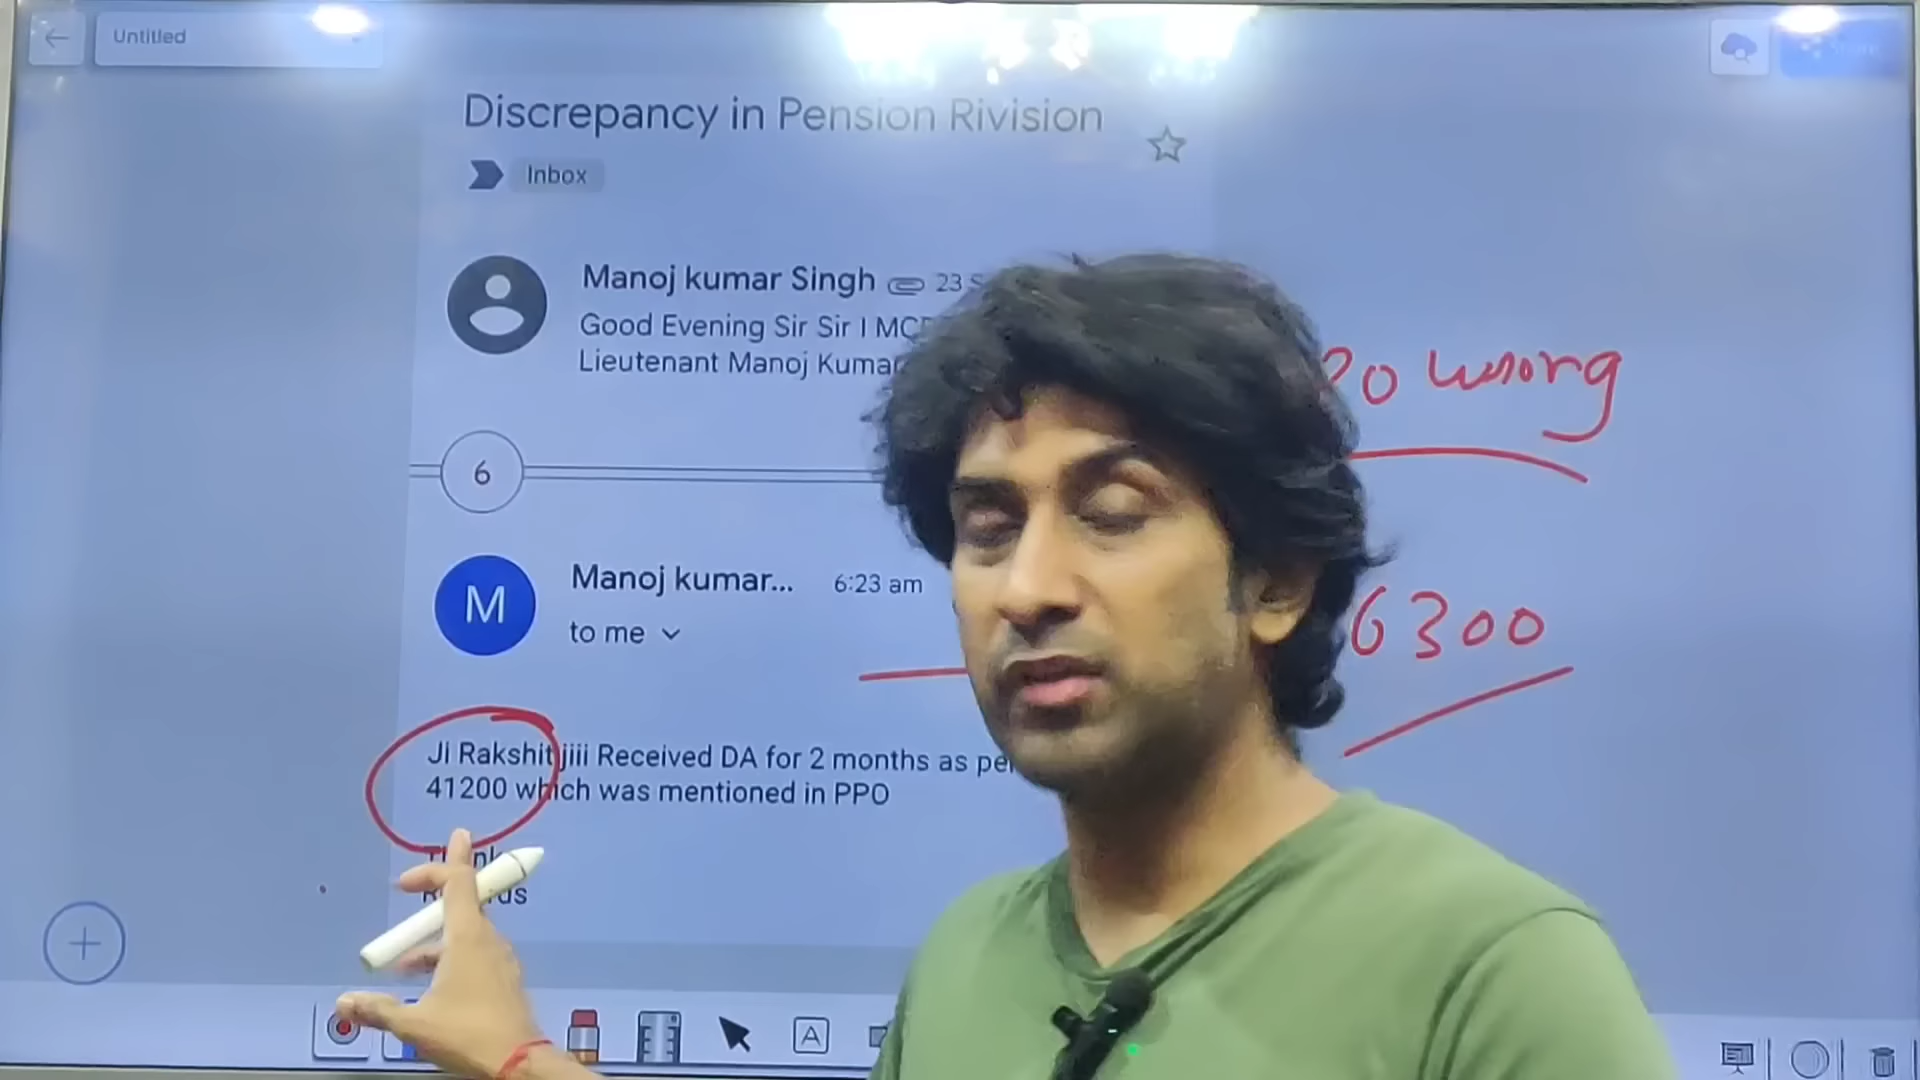 Untitled
Share
Discrepancy in Pension Rivision
Inbox
Manoj kumar Singh 23
Good Evening Sir Sir I
Lieutenant Manoj Kumar
wrong
6
Manoj kumar... 6:23 am
to me
6300
Ji Rakshit jiii Received DA for 2 months as per
41200 which was mentioned in PPO
M
A